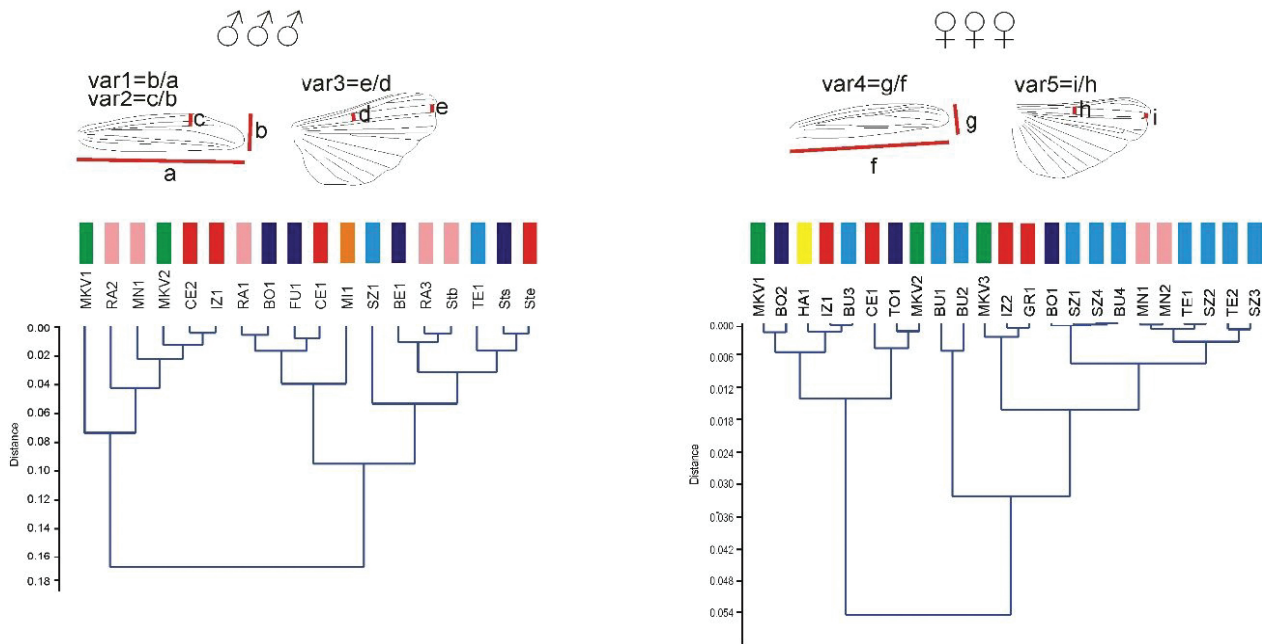 ♂♂♂
var1=b/a
var2=c/b
var3=e/d
c
b
a
d
e
MKV1 RA2 MN1 MKV2 CE2 IZ1 RA1 BO1 FU1 CE1 MI1 SZ1 BE1 RA3 Stb TE1 Sts Ste
0.00
0.02
0.04
0.06
0.08
0.10
0.12
0.14
0.16
0.18
Distance
♀♀♀
var4=g/f
var5=i/h
g
f
h
i
MKV1 BO2 HA1 IZ1 BU3 CE1 TO1 MKV2 BU1 BU2 MKV3 IZ2 GR1 BO1 SZ1 SZ4 BU4 MN1 MN2 TE1 SZ2 TE2 SZ3
0.000
0.006
0.012
0.018
0.024
0.030
0.036
0.042
0.048
0.054
Distance